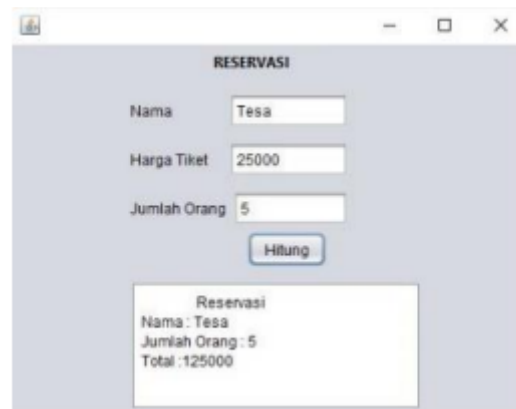 RESERVASI
Nama Tesa
Harga Tiket 25000
Jumlah Orang 5
Hitung
Reservasi
Nama : Tesa
Jumlah Orang : 5
Total :125000